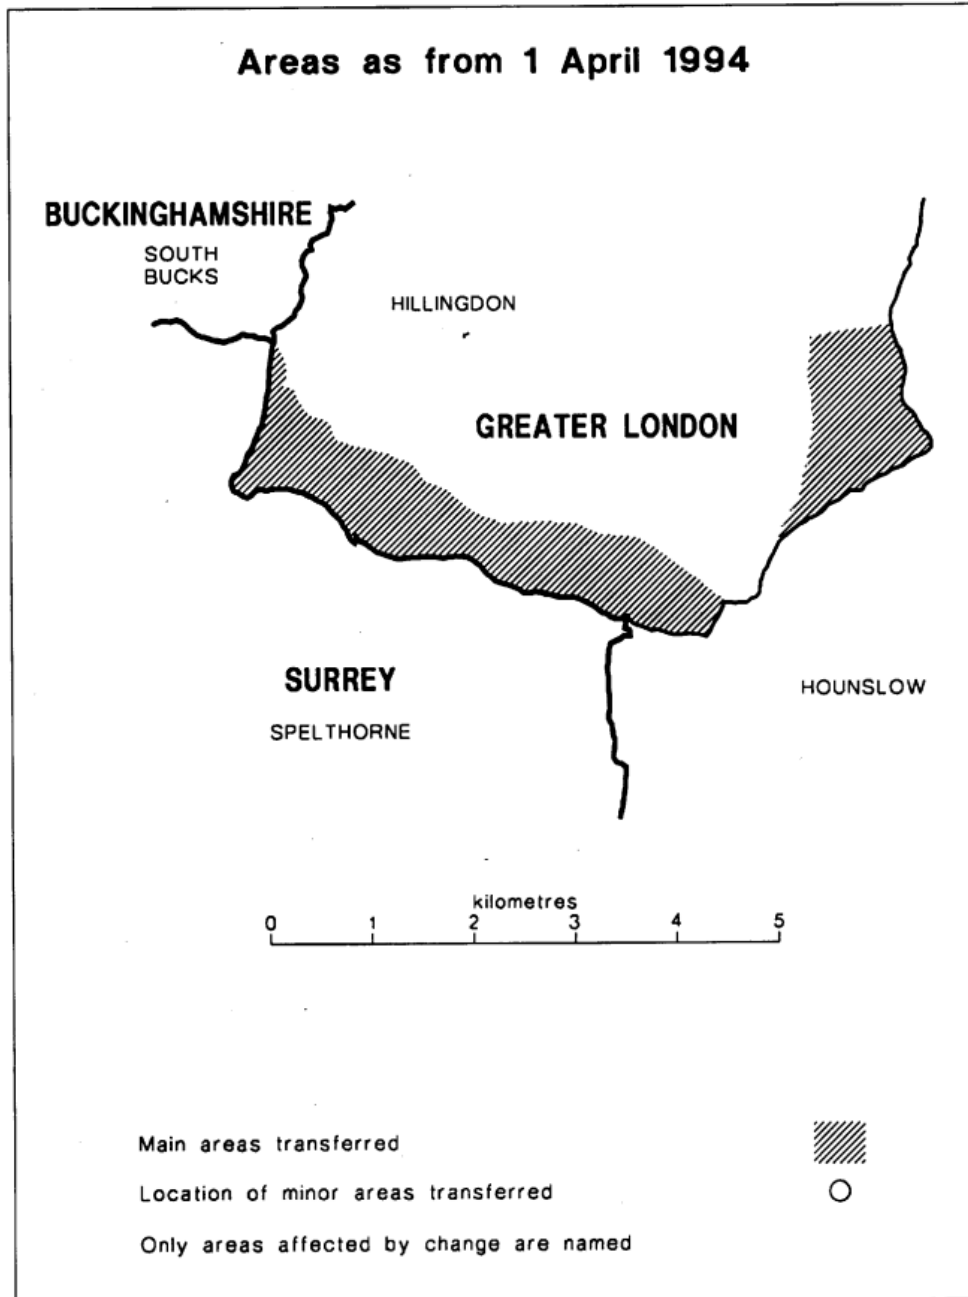 Areas as from 1 April 1994
BUCKINGHAMSHIRE
SOUTH
BUCKS
HILLINGDON
GREATER LONDON
SURREY
SPELTHORNE
HOUNSLOW
kilometres
0 1 2 3 4 5
Main areas transferred
Location of minor areas transferred
Only areas affected by change are named